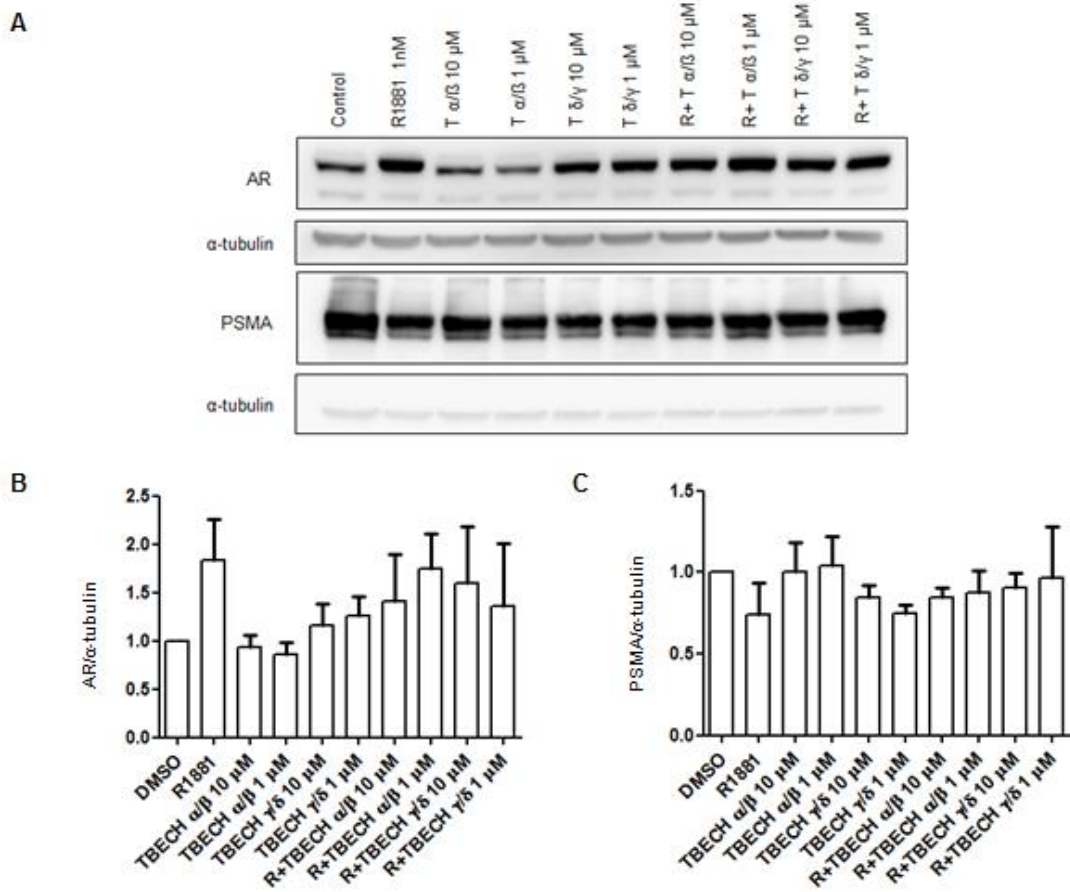 A
Control
R1881 1nM
T α/ß 10 µM
T α/ß 1 µM
T δ/γ 10 µM
T δ/γ 1 µM
R+ T α/ß 10 µM
R+ T α/ß 1 µM
R+ T δ/γ 10 µM
R+ T δ/γ 1 µM
AR
α-tubulin
PSMA
α-tubulin
B
AR/α-tubulin
2.5
2.0
1.5
1.0
0.5
0.0
DMSO
R1881
TBECH α/β 10 µM
TBECH α/β 1 µM
TBECH γ/δ 10 µM
TBECH γ/δ 1 µM
R+TBECH α/β 10 µM
R+TBECH α/β 1 µM
R+TBECH γ/δ 10 µM
R+TBECH γ/δ 1 µM
C
PSMA/α-tubulin
1.5
1.0
0.5
0.0
DMSO
R1881
TBECH α/β 10 µM
TBECH α/β 1 µM
TBECH γ/δ 10 µM
TBECH γ/δ 1 µM
R+TBECH α/β 10 µM
R+TBECH α/β 1 µM
R+TBECH γ/δ 10 µM
R+TBECH γ/δ 1 µM